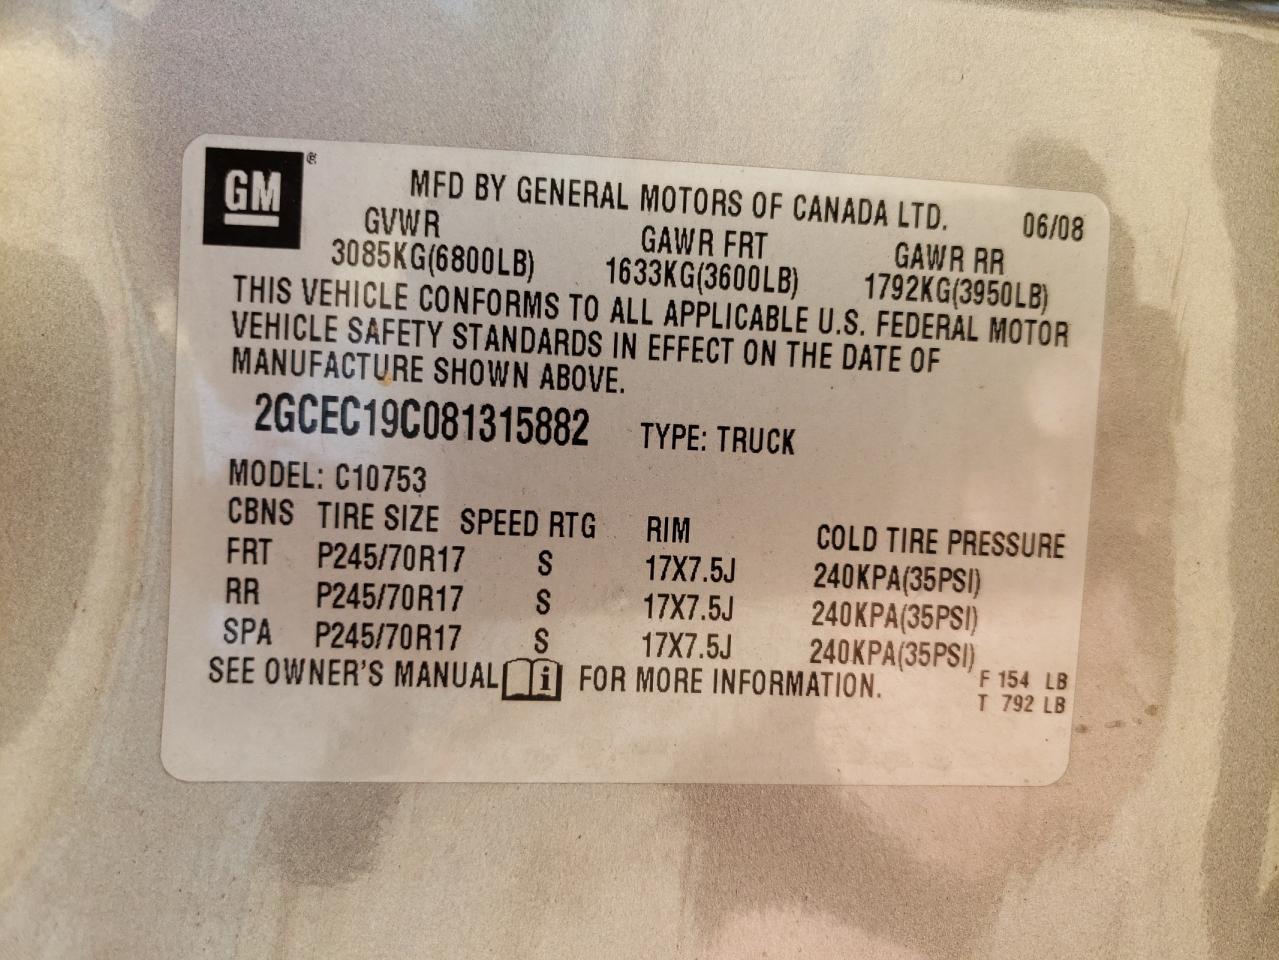 GM®
MFD BY GENERAL MOTORS OF CANADA LTD. 06/08
GVWR GAWR FRT GAWR RR
3085KG(6800LB) 1633KG(3600LB) 1792KG(3950LB)
THIS VEHICLE CONFORMS TO ALL APPLICABLE U.S. FEDERAL MOTOR
VEHICLE SAFETY STANDARDS IN EFFECT ON THE DATE OF
MANUFACTURE SHOWN ABOVE.
2GCEC19C081315882 TYPE: TRUCK
MODEL: C10753
CBNS TIRE SIZE SPEED RTG RIM COLD TIRE PRESSURE
FRT P245/70R17 S 17X7.5J 240KPA(35PSI)
RR P245/70R17 S 17X7.5J 240KPA(35PSI)
SPA P245/70R17 S 17X7.5J 240KPA(35PSI)
SEE OWNER'S MANUAL i FOR MORE INFORMATION.
F 154 LB
T 792 LB